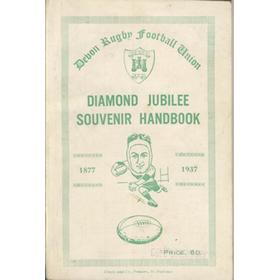 Devon Rugby Football Union
DIAMOND JUBILEE
SOUVENIR HANDBOOK
1877 1937
PRICE, 6D.